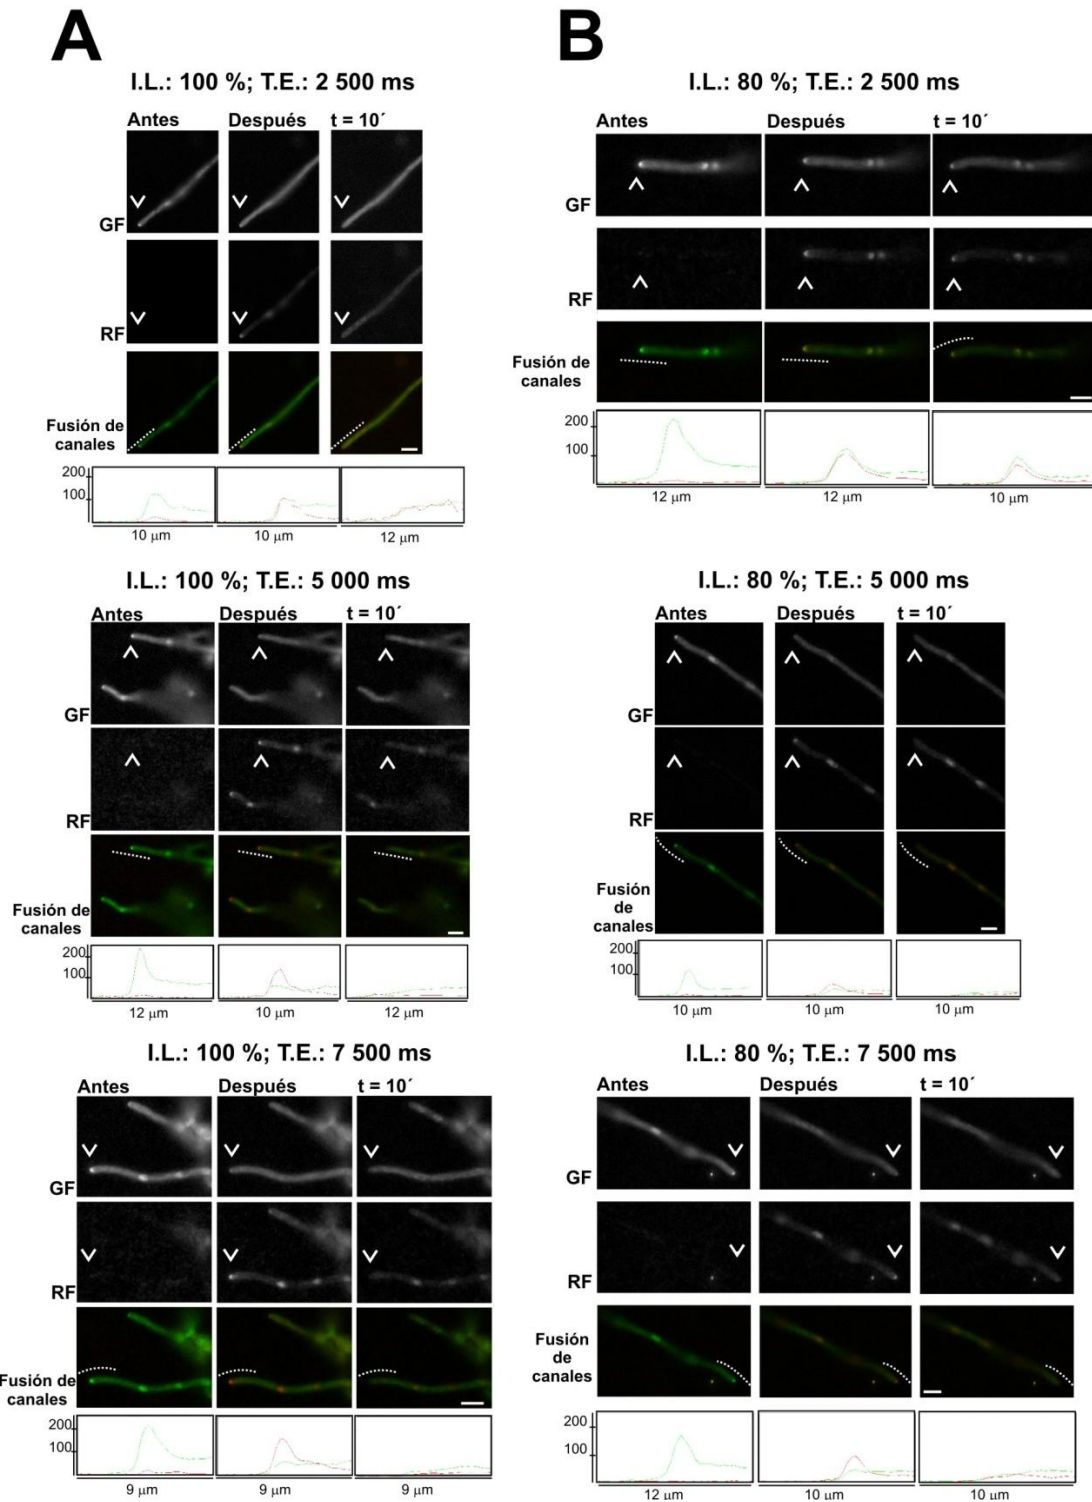 A
I.L.: 100 %; T.E.: 2 500 ms
Antes Después t = 10´
GF
RF
Fusión de
canales
200
100
10 µm 10 µm 12 µm
I.L.: 100 %; T.E.: 5 000 ms
Antes Después t = 10´
GF
RF
Fusión de
canales
200
100
12 µm 10 µm 12 µm
I.L.: 100 %; T.E.: 7 500 ms
Antes Después t = 10´
GF
RF
Fusión de
canales
200
100
9 µm 9 µm 9 µm
B
I.L.: 80 %; T.E.: 2 500 ms
Antes Después t = 10´
GF
RF
Fusión de
canales
200
100
12 µm 12 µm 10 µm
I.L.: 80 %; T.E.: 5 000 ms
Antes Después t = 10´
GF
RF
Fusión
de
canales
200
100
10 µm 10 µm 10 µm
I.L.: 80 %; T.E.: 7 500 ms
Antes Después t = 10´
GF
RF
Fusión
de
canales
200
100
12 µm 10 µm 10 µm